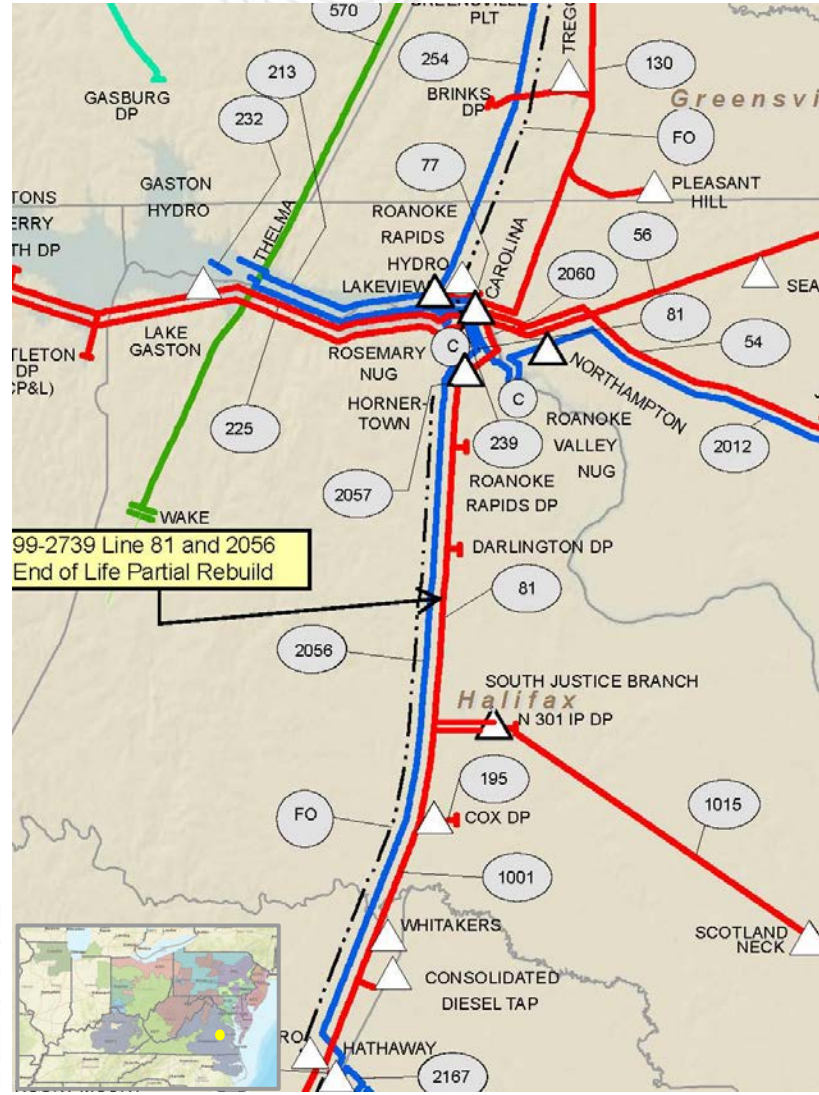 570
GREENSVILLE
PLT
254
TREGO
130
213
GASBURG
DP
BRINKS
DP
Greensvi
232
FO
77
GASTON
HYDRO
TONS
ERRY
TH DP
THELMA
ROANOKE
RAPIDS
HYDRO
CAROLINA
PLEASANT
HILL
56
LAKEVIEW
2060
SEA
LAKE
GASTON
81
TLETON
DP
CP&L)
ROSEMARY
NUG
C
54
NORTHAMPTON
HORNER-
TOWN
C
225
239
ROANOKE
VALLEY
NUG
2012
2057
ROANOKE
RAPIDS DP
WAKE
99-2739 Line 81 and 2056
End of Life Partial Rebuild
DARLINGTON DP
81
2056
SOUTH JUSTICE BRANCH
Halifax
N 301 IP DP
195
FO
COX DP
1015
1001
WHITAKERS
SCOTLAND
NECK
CONSOLIDATED
DIESEL TAP
RO
HATHAWAY
2167